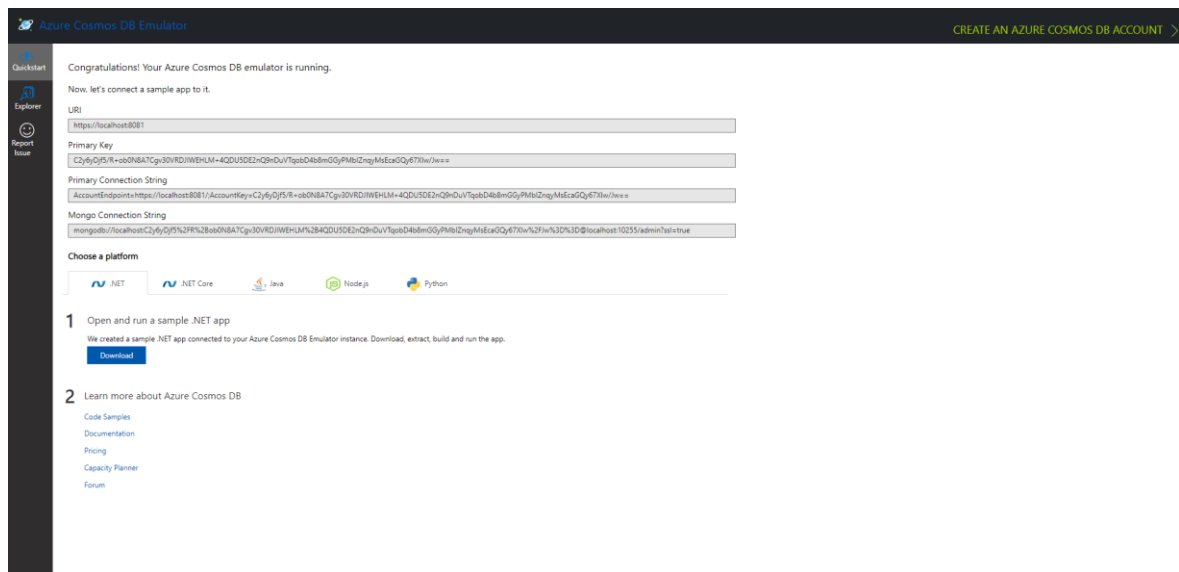 Azure Cosmos DB Emulator
CREATE AN AZURE COSMOS DB ACCOUNT
Quickstart
Explorer
Report
Issue
Congratulations! Your Azure Cosmos DB emulator is running.
Now, let's connect a sample app to it.
URI
https://localhost:8081
Primary Key
C2y6yDjf5/R+ob0N8A7Cgv30VRDJIWEHLM+4QDU5DE2nQ9nDuVTqobD4b8mGGyPMbIZnqyMsEcaGQy67XIw/Jw==
Primary Connection String
AccountEndpoint=https://localhost:8081/;AccountKey=C2y6yDjf5/R+ob0N8A7Cgv30VRDJIWEHLM+4QDU5DE2nQ9nDuVTqobD4b8mGGyPMbIZnqyMsEcaGQy67XIw/Jw==
Mongo Connection String
mongodb://localhost:C2y6yDjf5%2FR%2Bob0N8A7Cgv30VRDJIWEHLM%2B4QDU5DE2nQ9nDuVTqobD4b8mGGyPMbIZnqyMsEcaGQy67XIw%2FJw%3D%3D@localhost:10255/admin?ssl=true
Choose a platform
.NET .NET Core Java Node.js Python
1 Open and run a sample .NET app
We created a sample .NET app connected to your Azure Cosmos DB Emulator instance. Download, extract, build and run the app.
Download
2 Learn more about Azure Cosmos DB
Code Samples
Documentation
Pricing
Capacity Planner
Forum